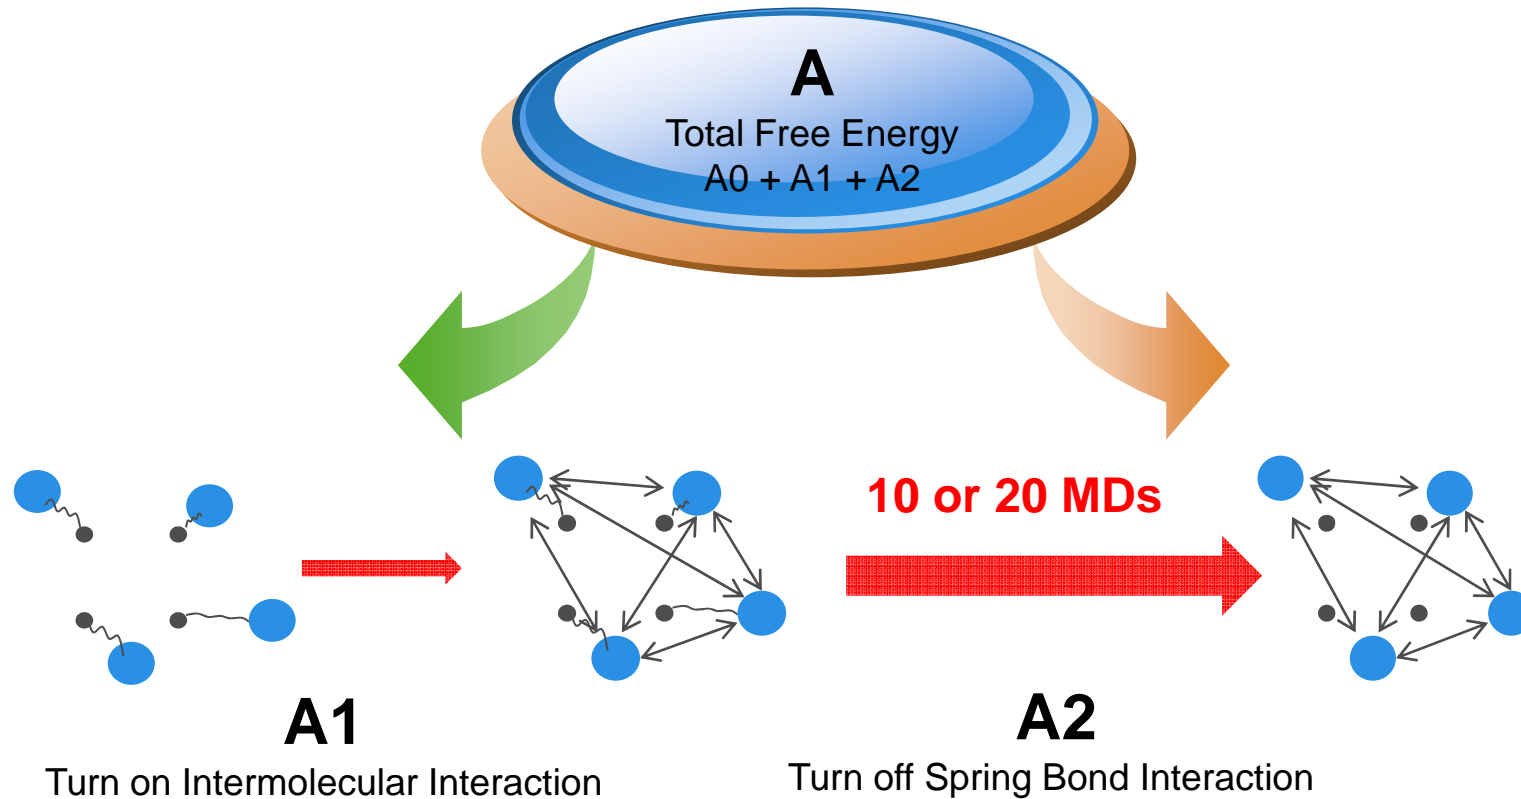 A
Total Free Energy
A0 + A1 + A2
10 or 20 MDs
A1
Turn on Intermolecular Interaction
A2
Turn off Spring Bond Interaction